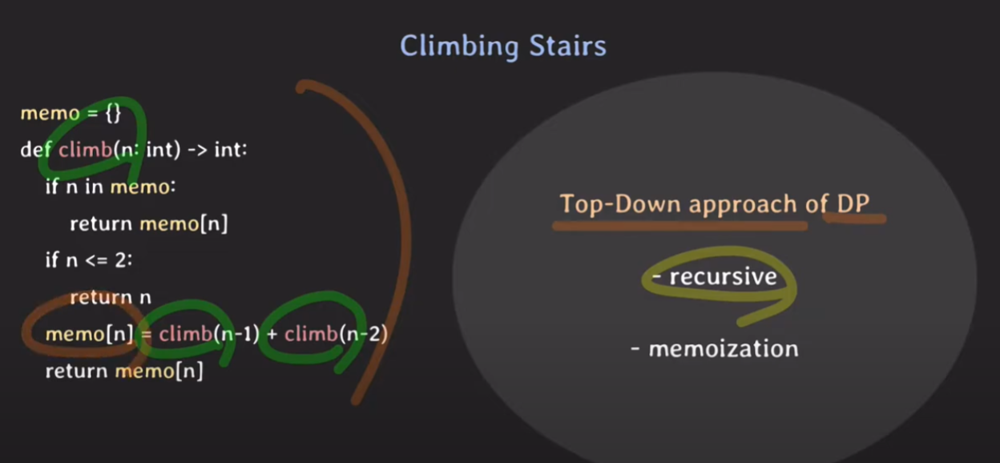 Climbing Stairs
memo = {}
def climb(n: int) -> int:
if n in memo:
return memo[n]
if n <= 2:
return n
memo[n] = climb(n-1) + climb(n-2)
return memo[n]
Top-Down approach of DP
- recursive
- memoization